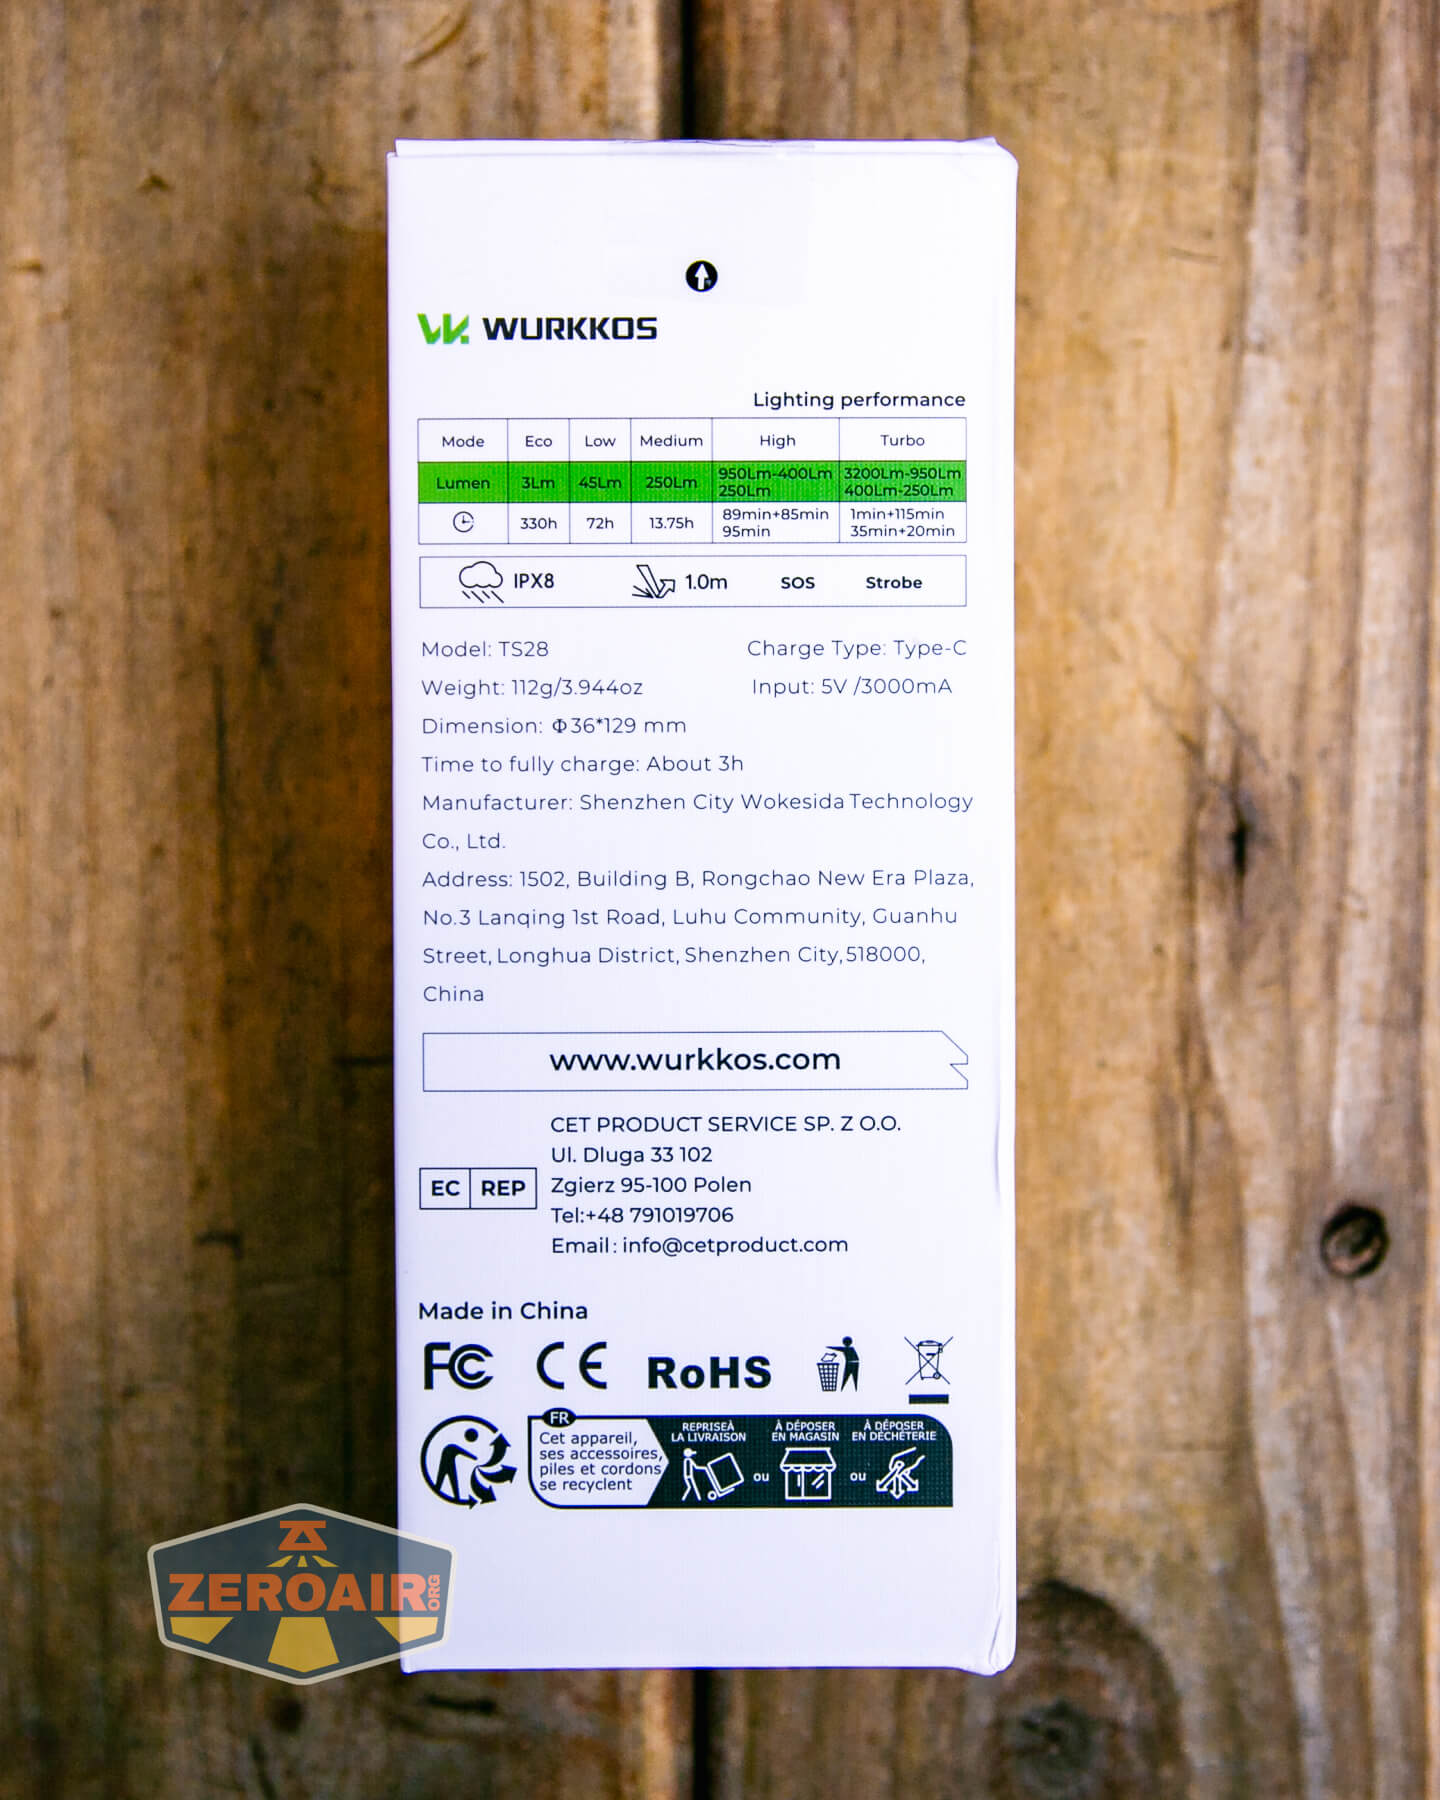 WURKKOS
Lighting performance
Mode Eco Low Medium High Turbo
Lumen 3Lm 45Lm 250Lm 950Lm-400Lm 250Lm 3200Lm-950Lm 400Lm-250Lm
330h 72h 13.75h 89min+85min 95min 1min+115min 35min+20min
IPX8 1.0m SOS Strobe
Model: TS28 Charge Type: Type-C
Weight: 112g/3.944oz Input: 5V /3000mA
Dimension: Φ36*129 mm
Time to fully charge: About 3h
Manufacturer: Shenzhen City Wokesida Technology
Co., Ltd.
Address: 1502, Building B, Rongchao New Era Plaza,
No.3 Lanqing 1st Road, Luhu Community, Guanhu
Street, Longhua District, Shenzhen City,518000,
China
www.wurkkos.com
CET PRODUCT SERVICE SP. Z O.O.
Ul. Dluga 33 102
EC REP Zgierz 95-100 Polen
Tel:+48 791019706
Email: info@cetproduct.com
Made in China
FC CE RoHS
FR
Cet appareil,
ses accessoires,
piles et cordons
se recyclent
REPRISEÀ
LA LIVRAISON
ou
À DÉPOSER
EN MAGASIN
ou
À DÉPOSER
EN DÉCHÈTERIE
ZEROAIR.ORG